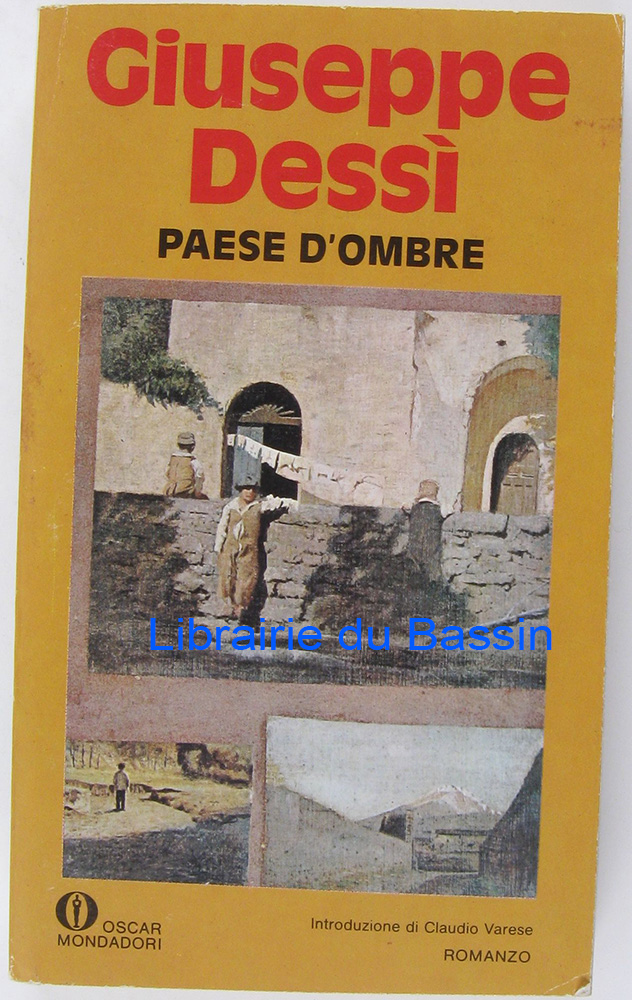 Giuseppe
Dessì
PAESE D'OMBRE
Librairie du Bassin
OSCAR
MONDADORI
Introduzione di Claudio Varese
ROMANZO